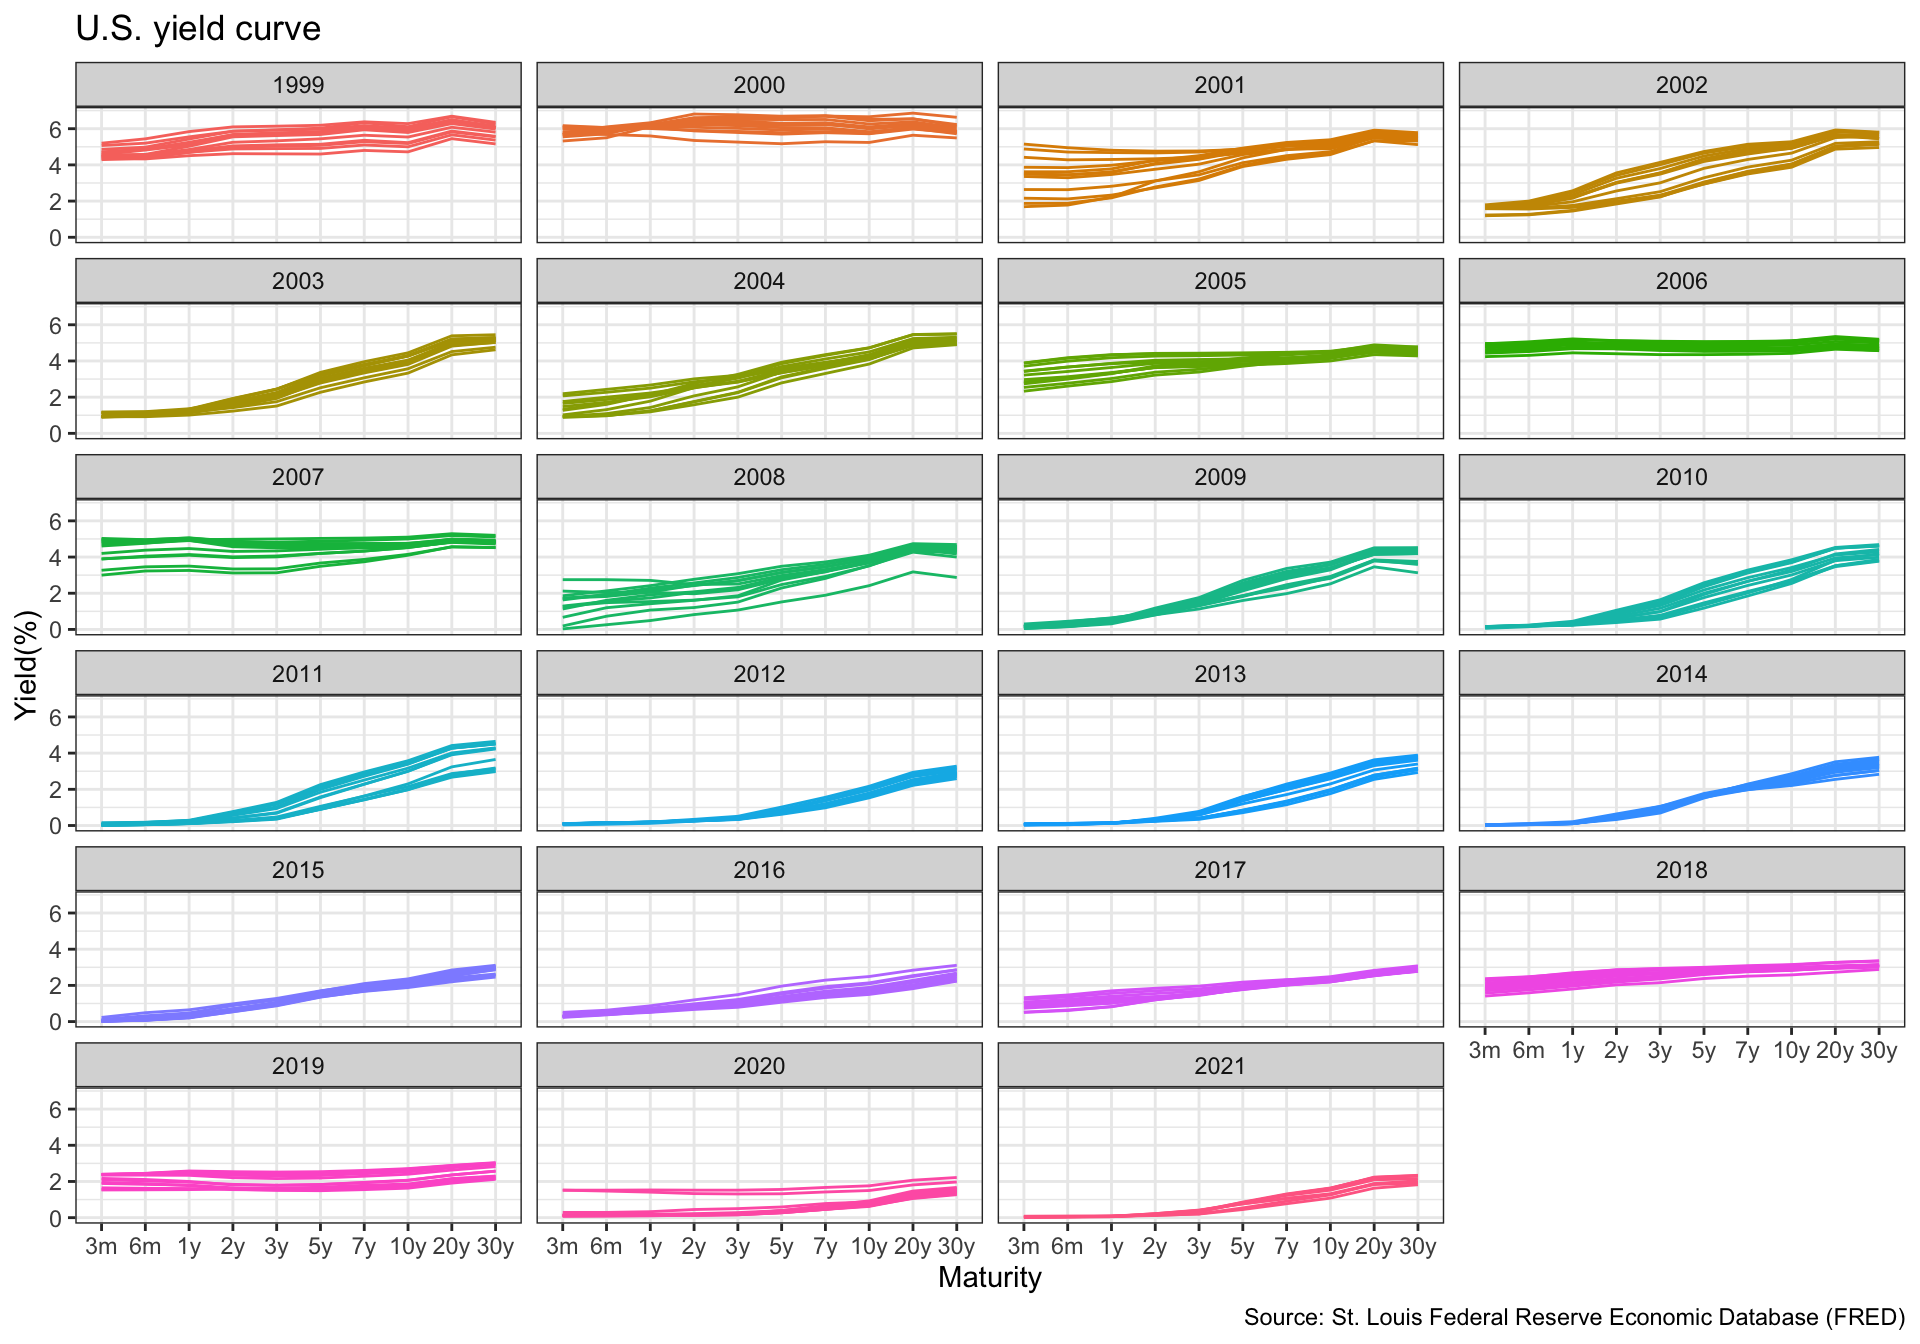 U.S. yield curve
1999 2000 2001 2002
6
4
2
0
2003 2004 2005 2006
6
4
2
0
2007 2008 2009 2010
6
4
2
0
Yield(%)
2011 2012 2013 2014
6
4
2
0
2015 2016 2017 2018
6
4
2
0
3m 6m 1y 2y 3y 5y 7y 10y 20y 30y
2019 2020 2021
6
4
2
0
3m 6m 1y 2y 3y 5y 7y 10y 20y 30y 3m 6m 1y 2y 3y 5y 7y 10y 20y 30y 3m 6m 1y 2y 3y 5y 7y 10y 20y 30y
Maturity
Source: St. Louis Federal Reserve Economic Database (FRED)